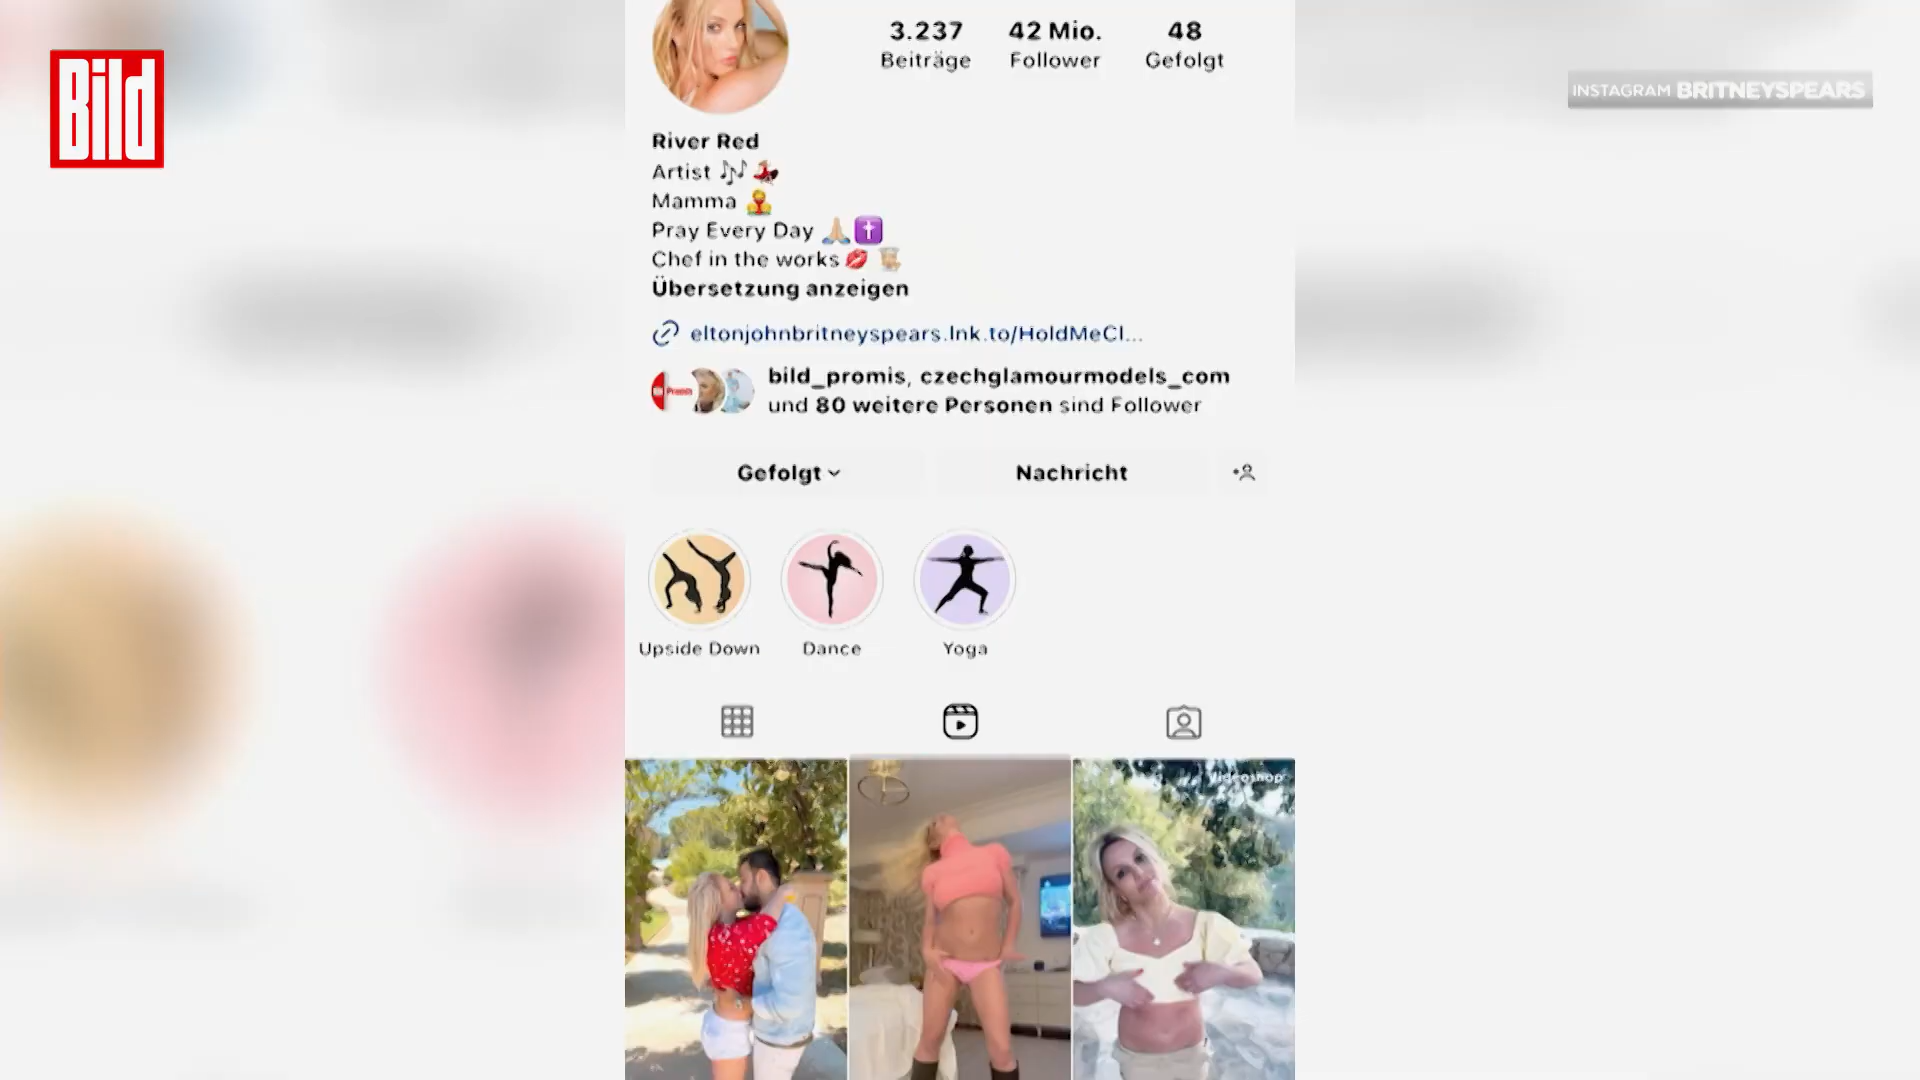 Bild
INSTAGRAM BRITNEYSPEARS
3.237 42 Mio. 48
Beiträge Follower Gefolgt
River Red
Artist
Mamma
Pray Every Day
Chef in the works
Übersetzung anzeigen
eltonjohnbritneyspears.lnk.to/HoldMeCl...
Promis
bild_promis, czechglamourmodels_com
und 80 weitere Personen sind Follower
Gefolgt Nachricht
Upside Down Dance Yoga
Videoshop